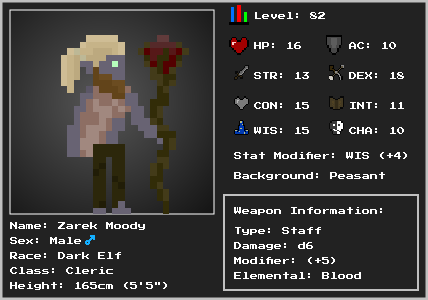 Level: 82
HP: 16
AC: 10
STR: 13
DEX: 18
CON: 15
INT: 11
WIS: 15
CHA: 10
Stat Modifier: WIS (+4)
Background: Peasant
Weapon Information:
Type: Staff
Damage: d6
Modifier: (+5)
Elemental: Blood
Name: Zarek Moody
Sex: Male♂
Race: Dark Elf
Class: Cleric
Height: 165cm (5'5")